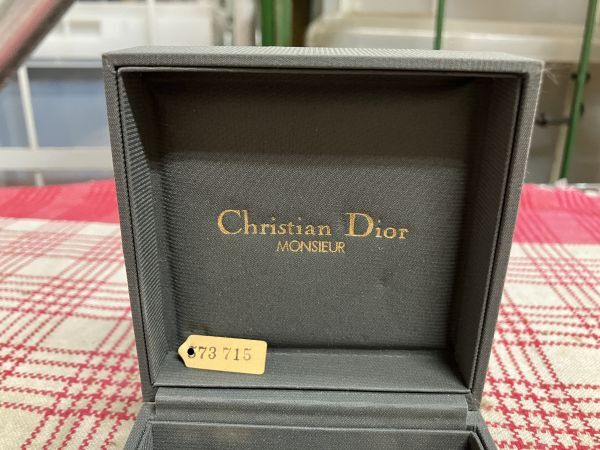 Christian Dior
MONSIEUR
73 715